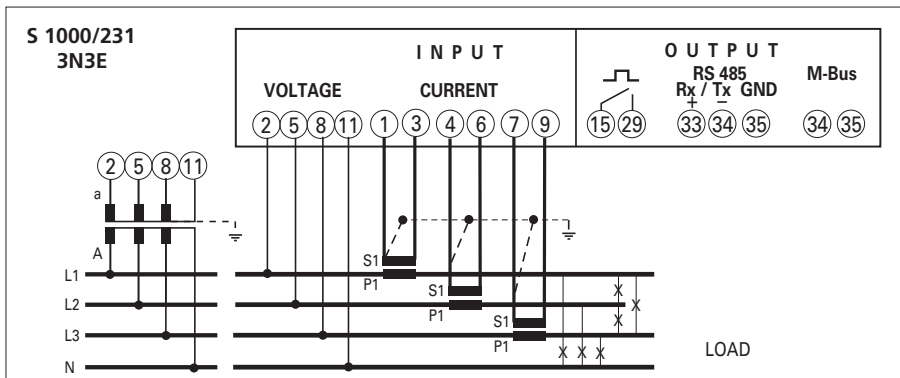 S 1000/231
3N3E
INPUT
VOLTAGE CURRENT
2 5 8 11 1 3 4 6 7 9
OUTPUT
RS 485
Rx / Tx GND
+ –
M-Bus
15 29 33 34 35 34 35
2 5 8 11
a
A
S1
P1
S1
P1
S1
P1
L1
L2
L3
N
X X
X X X
LOAD